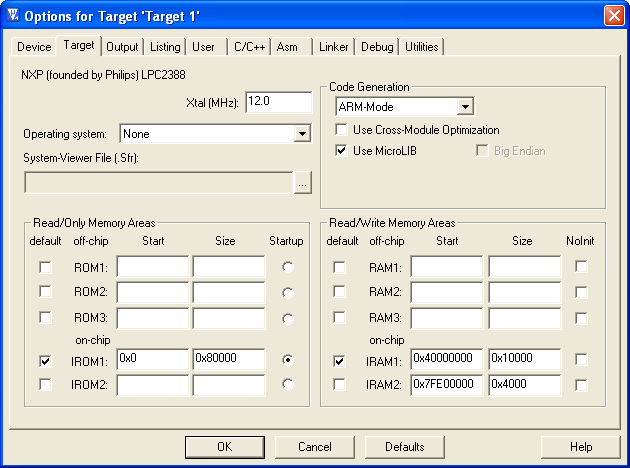 Options for Target 'Target 1'
Device Target Output Listing User C/C++ Asm Linker Debug Utilities
NXP (founded by Philips) LPC2388
Xtal (MHz): 12.0
Operating system: None
System-Viewer File (.Sfr):
...
Code Generation
ARM-Mode
Use Cross-Module Optimization
Use MicroLIB Big Endian
Read/Only Memory Areas
default off-chip Start Size Startup
ROM1:
ROM2:
ROM3:
on-chip
IROM1: 0x0 0x80000
IROM2:
Read/Write Memory Areas
default off-chip Start Size NoInit
RAM1:
RAM2:
RAM3:
on-chip
IRAM1: 0x40000000 0x10000
IRAM2: 0x7FE00000 0x4000
OK Cancel Defaults Help